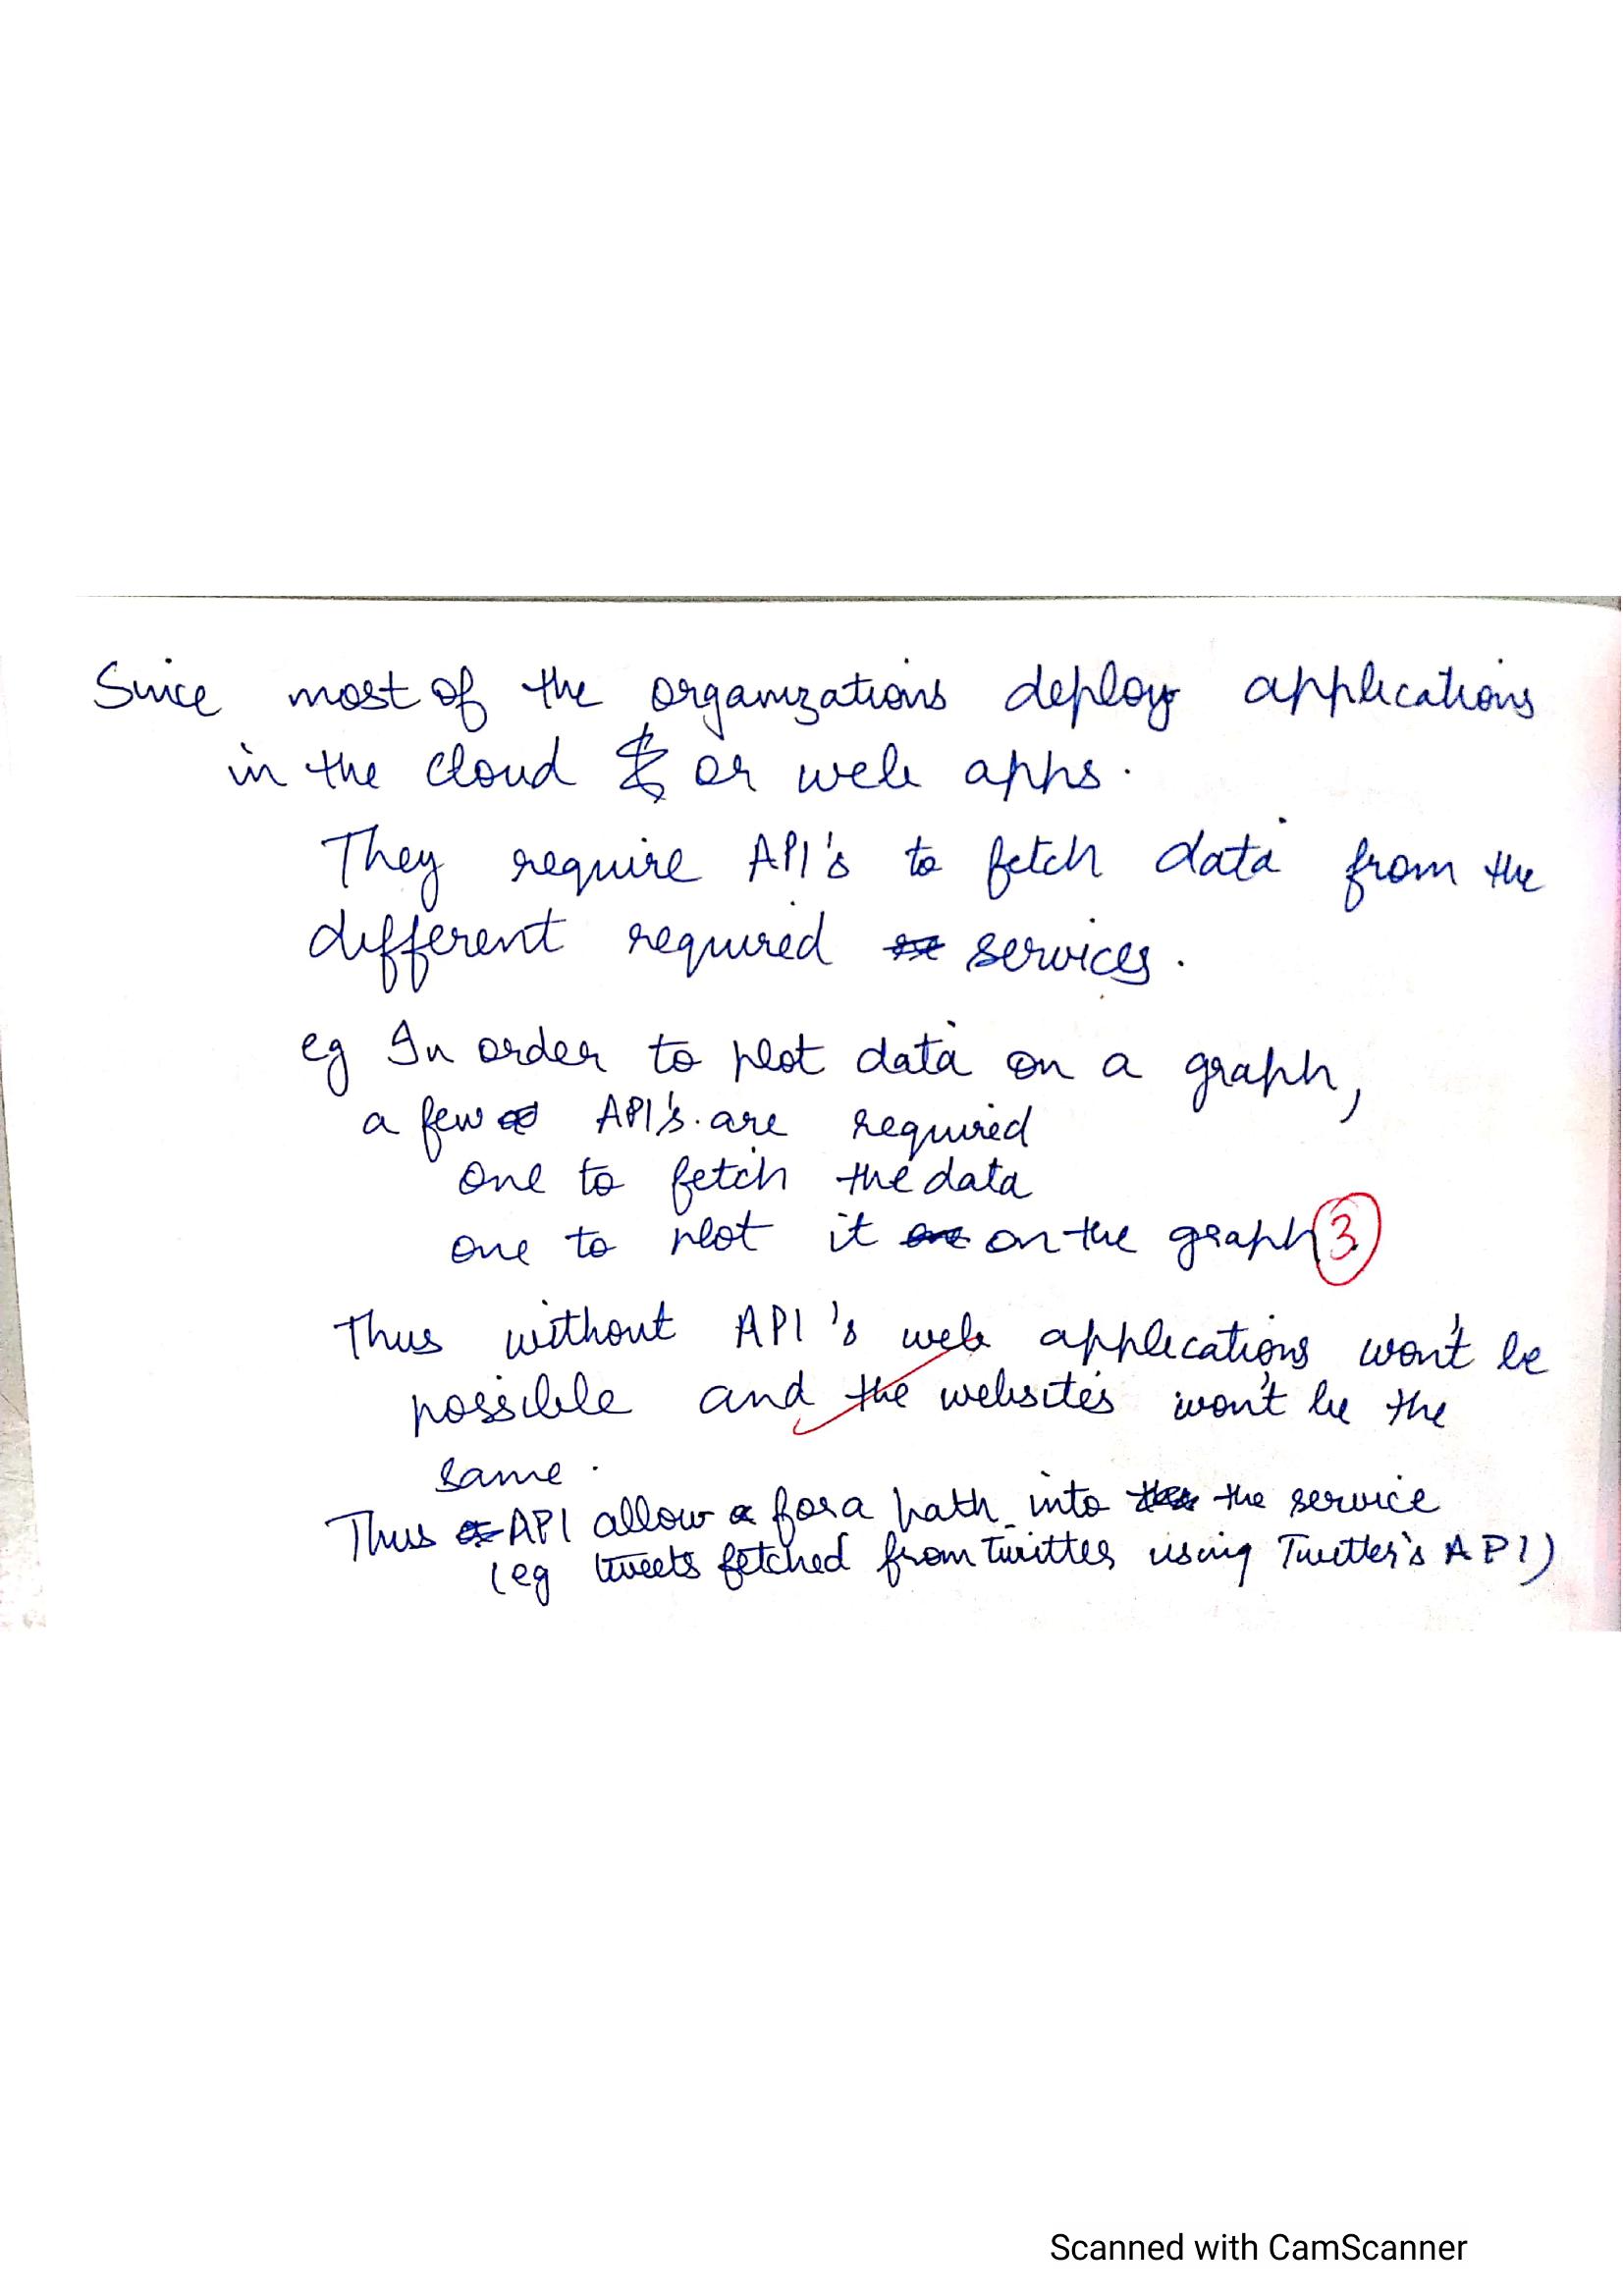 Since most of the organizations deploy applications
in the cloud or web apps.
They require API's to fetch data from the
different required services.
eg In order to plot data on a graph,
a few API's are required
one to fetch the data
one to plot it on the graph 3
Thus without API's web applications won't be
possible and the websites won't be the
same.
Thus API allow for a path into the service
(eg tweets fetched from twitter using Twitter's API)
Scanned with CamScanner